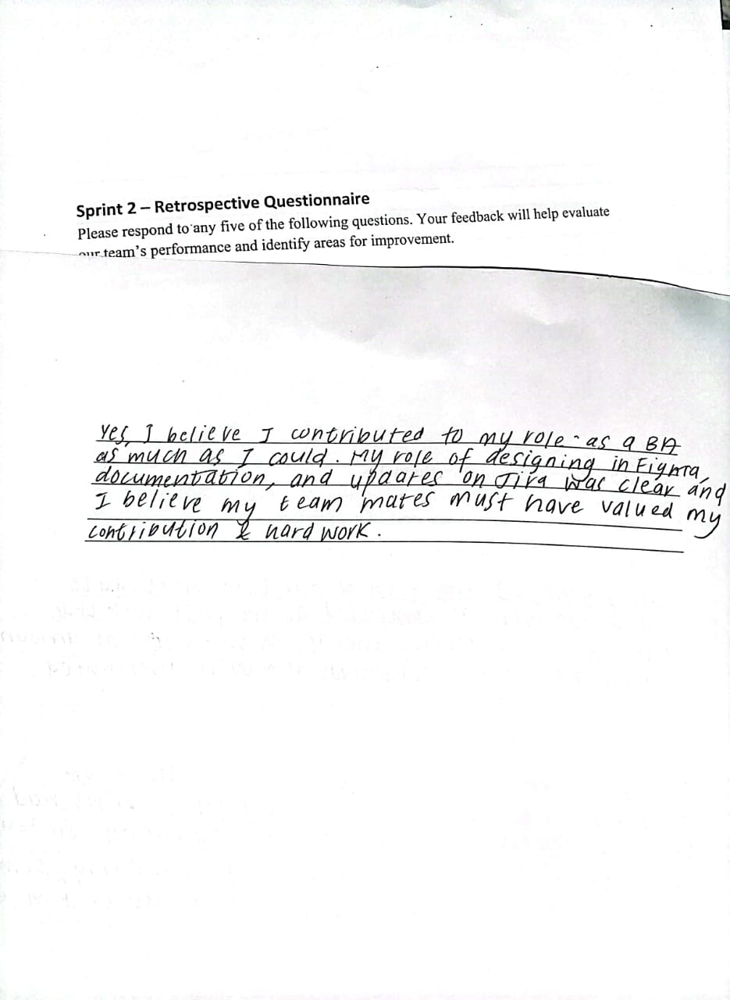 Sprint 2 – Retrospective Questionnaire
Please respond to any five of the following questions. Your feedback will help evaluate
our team's performance and identify areas for improvement.
Yes, I believe I contributed to my role - as a BA
as much as I could. My role of designing in Figma,
documentation, and updates on Jira was clear and
I believe my team mates must have valued my
contribution & hard work.